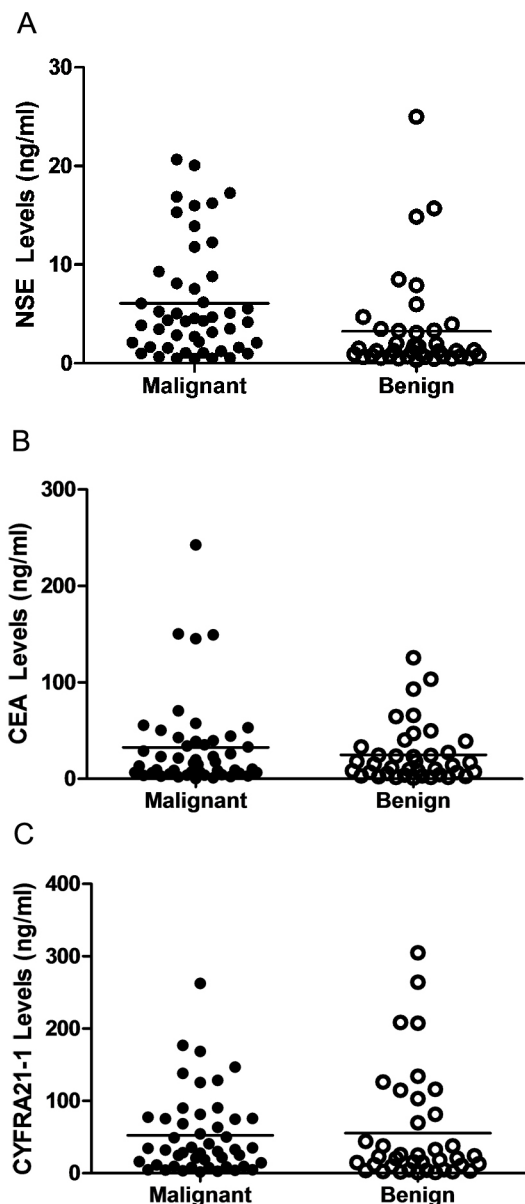 A
NSE Levels (ng/ml)
30
20
10
0
Malignant Benign
B
CEA Levels (ng/ml)
300
200
100
0
Malignant Benign
C
CYFRA21-1 Levels (ng/ml)
400
300
200
100
0
Malignant Benign